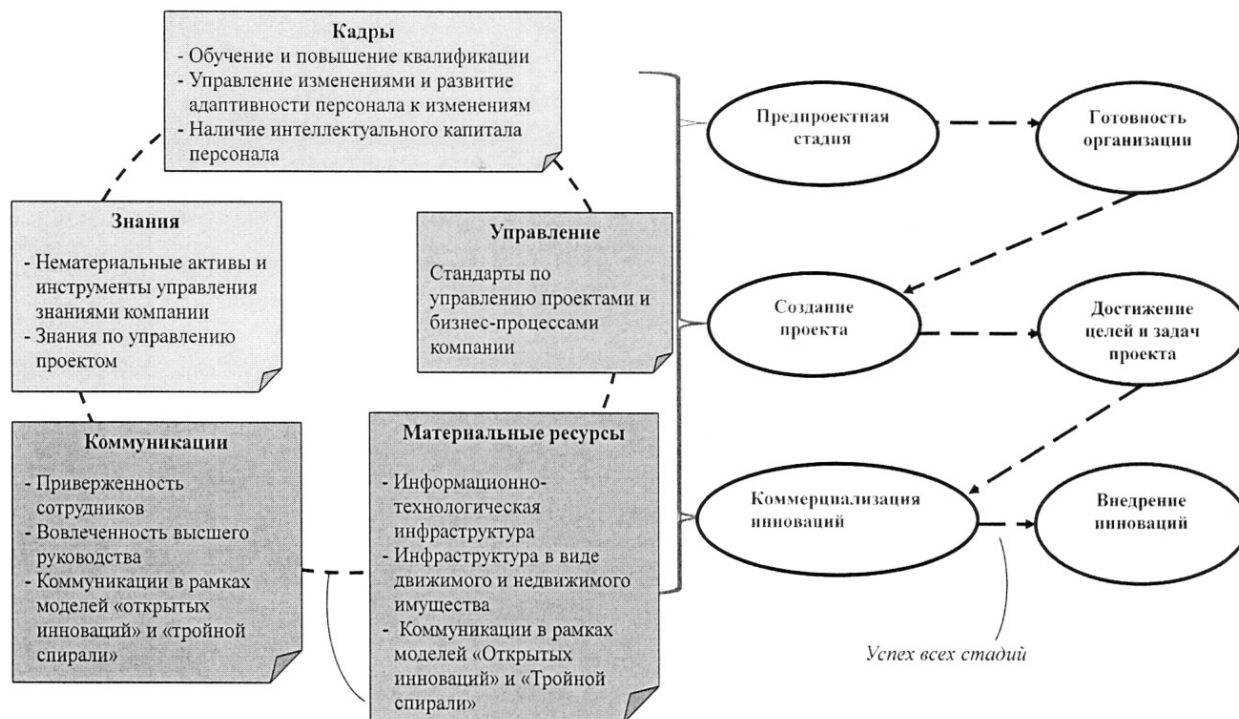 Кадры
- Обучение и повышение квалификации
- Управление изменениями и развитие
адаптивности персонала к изменениям
- Наличие интеллектуального капитала
персонала
Знания
- Нематериальные активы и
инструменты управления
знаниями компании
- Знания по управлению
проектом
Управление
Стандарты по
управлению проектами и
бизнес-процессами
компании
Коммуникации
- Приверженность
сотрудников
- Вовлеченность высшего
руководства
- Коммуникации в рамках
моделей «открытых
инноваций» и «тройной
спирали»
Материальные ресурсы
- Информационно-
технологическая
инфраструктура
- Инфраструктура в виде
движимого и недвижимого
имущества
- Коммуникации в рамках
моделей «Открытых
инноваций» и «Тройной
спирали»
Предпроектная
стадия
Готовность
организации
Создание
проекта
Достижение
целей и задач
проекта
Коммерциализация
инноваций
Внедрение
инноваций
Успех всех стадий